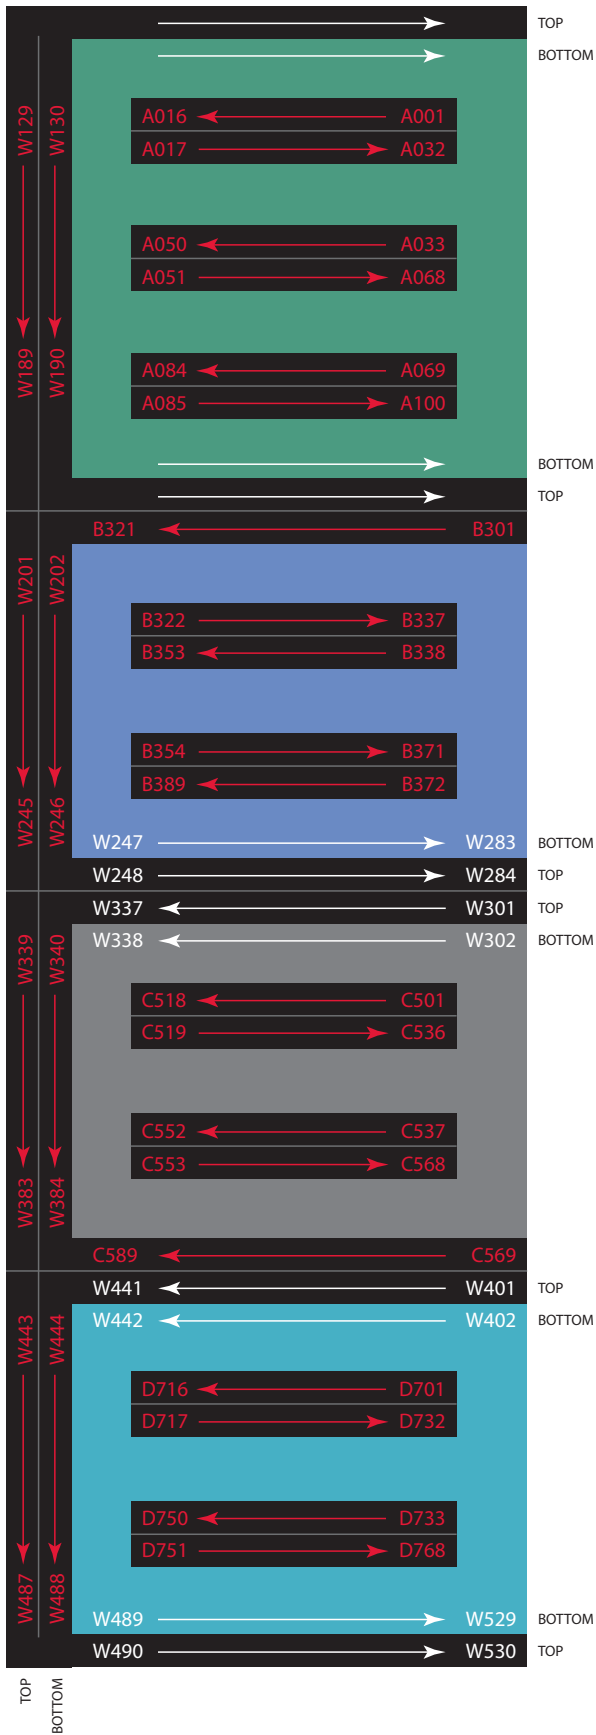 TOP
BOTTOM
W129 W130
A016 A001
A017 A032
A050 A033
A051 A068
W189 W190
A084 A069
A085 A100
BOTTOM
TOP
B321 B301
W201 W202
B322 B337
B353 B338
B354 B371
B389 B372
W245 W246
W247 W283 BOTTOM
W248 W284 TOP
W337 W301 TOP
W338 W302 BOTTOM
W339 W340
C518 C501
C519 C536
C552 C537
C553 C568
W383 W384
C589 C569
W441 W401 TOP
W442 W402 BOTTOM
W443 W444
D716 D701
D717 D732
D750 D733
D751 D768
W487 W488
W489 W529 BOTTOM
W490 W530 TOP
TOP BOTTOM